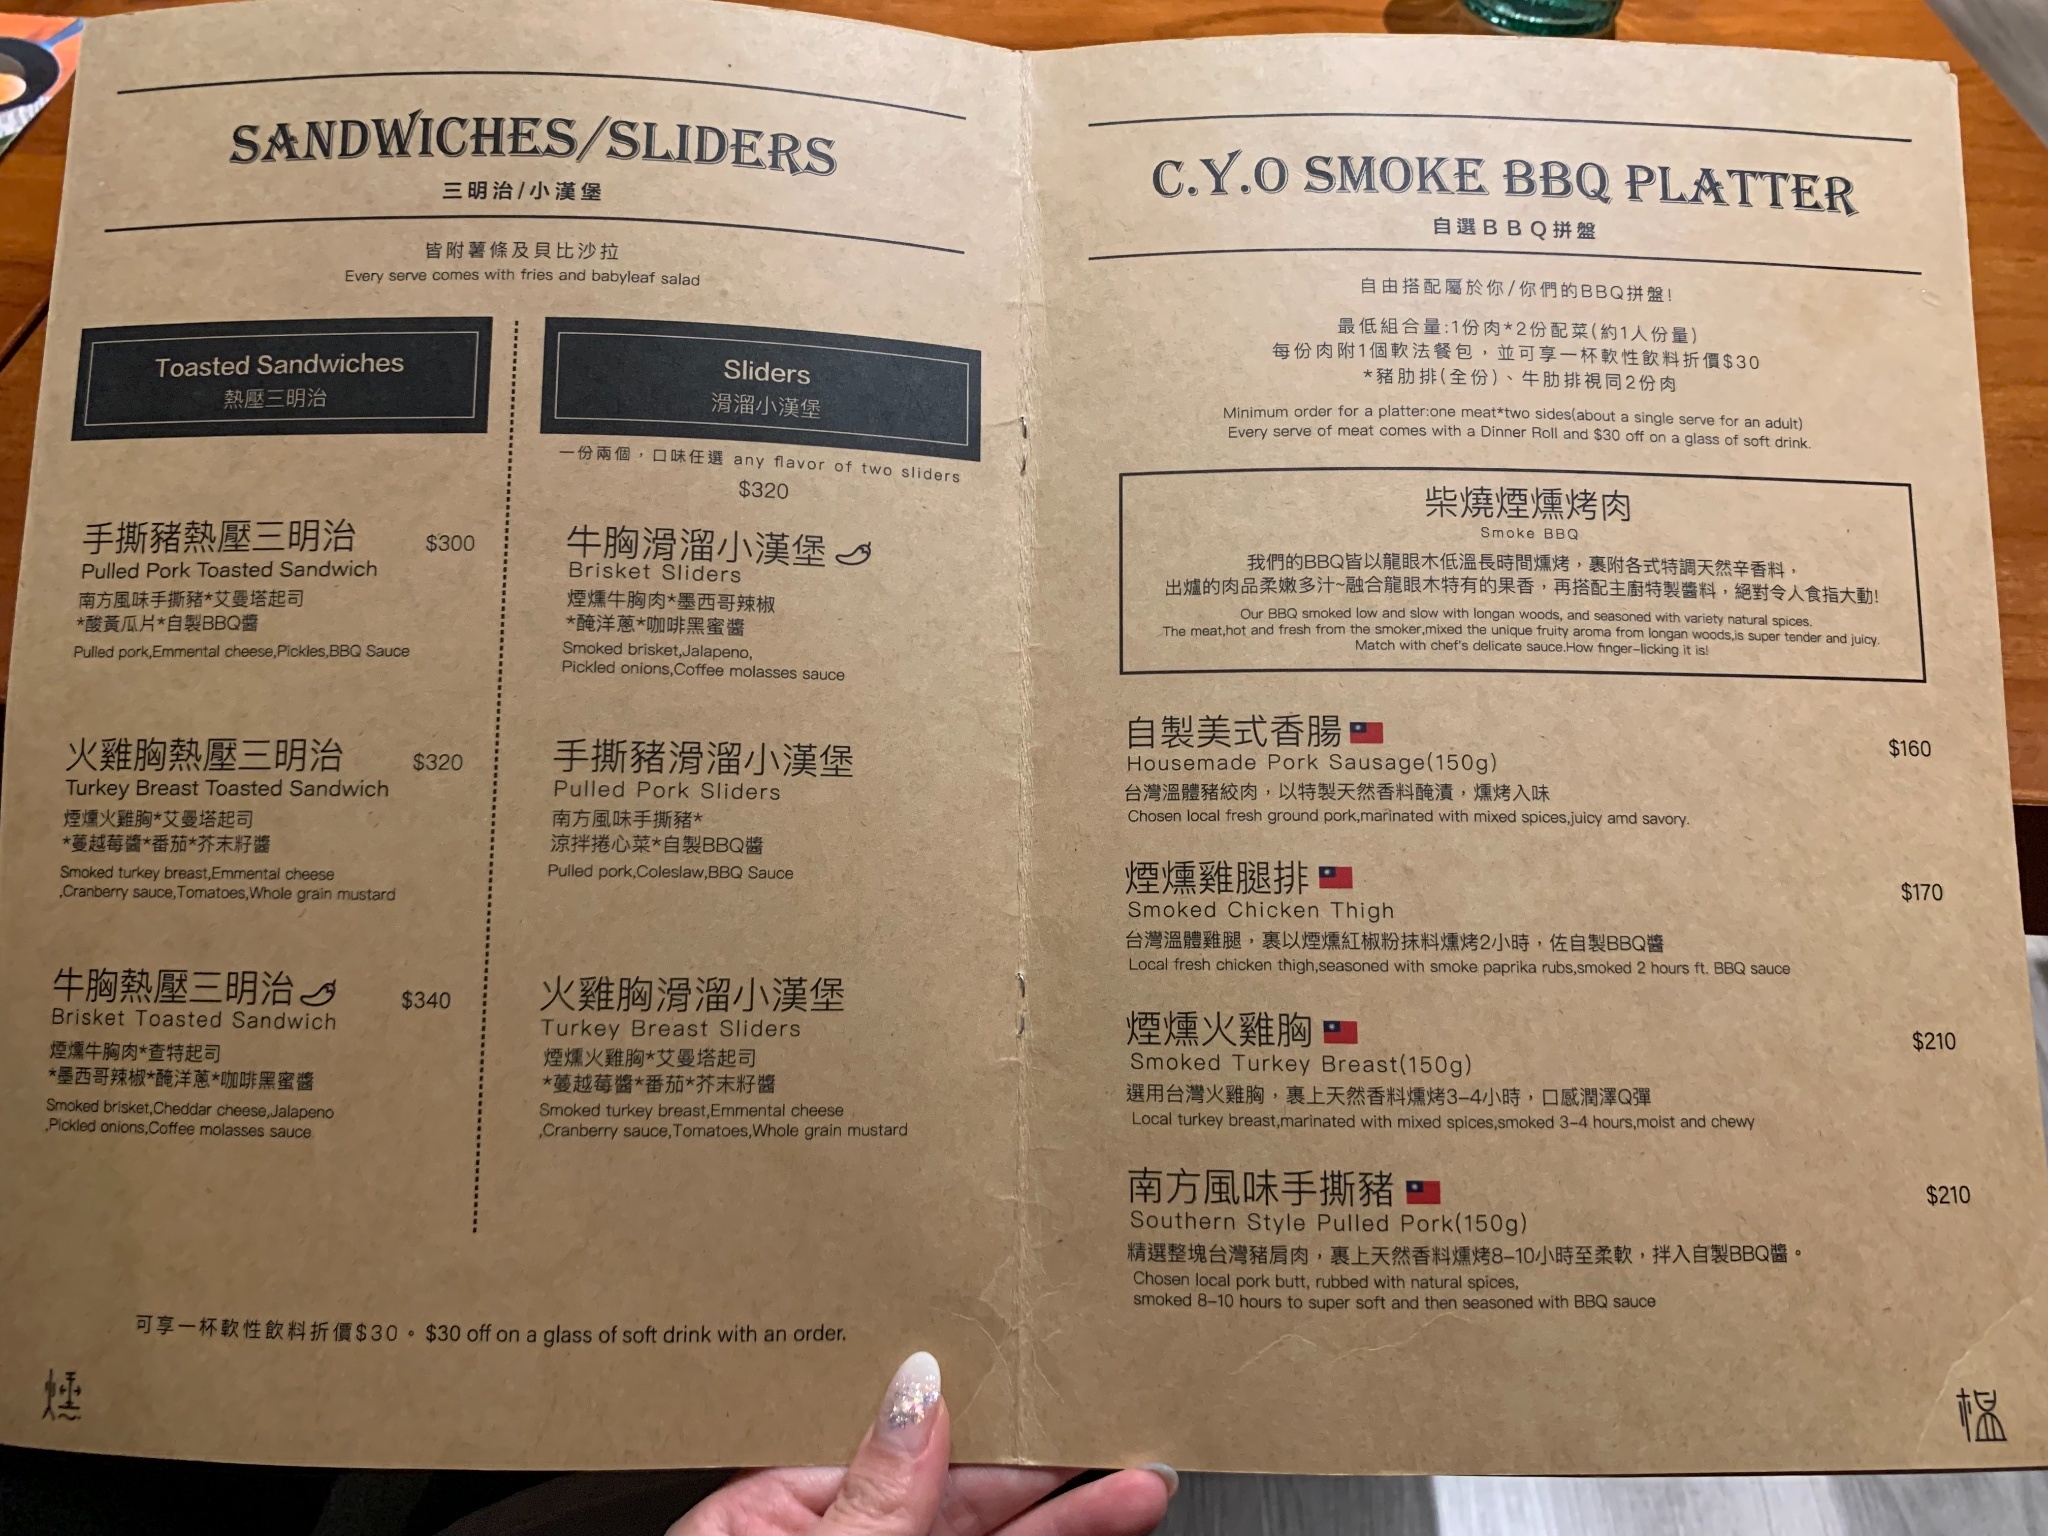 SANDWICHES/SLIDERS
三明治/小漢堡
皆附薯條及貝比沙拉
Every serve comes with fries and babyleaf salad
Toasted Sandwiches
熱壓三明治
手撕豬熱壓三明治 $300
Pulled Pork Toasted Sandwich
南方風味手撕豬*艾曼塔起司
*酸黃瓜片*自製BBQ醬
Pulled pork,Emmental cheese,Pickles,BBQ Sauce
火雞胸熱壓三明治 $320
Turkey Breast Toasted Sandwich
煙燻火雞胸*艾曼塔起司
*蔓越莓醬*番茄*芥末籽醬
Smoked turkey breast,Emmental cheese
,Cranberry sauce,Tomatoes,Whole grain mustard
牛胸熱壓三明治 $340
Brisket Toasted Sandwich
煙燻牛胸肉*查特起司
*墨西哥辣椒*醃洋蔥*咖啡黑蜜醬
Smoked brisket,Cheddar cheese,Jalapeno
,Pickled onions,Coffee molasses sauce
Sliders
滑溜小漢堡
一份兩個，口味任選 any flavor of two sliders
$320
牛胸滑溜小漢堡
Brisket Sliders
煙燻牛胸肉*墨西哥辣椒
*醃洋蔥*咖啡黑蜜醬
Smoked brisket,Jalapeno,
Pickled onions,Coffee molasses sauce
手撕豬滑溜小漢堡
Pulled Pork Sliders
南方風味手撕豬*
涼拌捲心菜*自製BBQ醬
Pulled pork,Coleslaw,BBQ Sauce
火雞胸滑溜小漢堡
Turkey Breast Sliders
煙燻火雞胸*艾曼塔起司
*蔓越莓醬*番茄*芥末籽醬
Smoked turkey breast,Emmental cheese
,Cranberry sauce,Tomatoes,Whole grain mustard
可享一杯軟性飲料折價$30。$30 off on a glass of soft drink with an order.
C.Y.O SMOKE BBQ PLATTER
自選BBQ拼盤
自由搭配屬於你/你們的BBQ拼盤!
最低組合量:1份肉*2份配菜(約1人份量)
每份肉附1個軟法餐包，並可享一杯軟性飲料折價$30
*豬肋排(全份)、牛肋排視同2份肉
Minimum order for a platter:one meat*two sides(about a single serve for an adult)
Every serve of meat comes with a Dinner Roll and $30 off on a glass of soft drink.
柴燒煙燻烤肉
Smoke BBQ
我們的BBQ皆以龍眼木低溫長時間燻烤，裹附各式特調天然辛香料，
出爐的肉品柔嫩多汁~融合龍眼木特有的果香，再搭配主廚特製醬料，絕對令人食指大動!
Our BBQ smoked low and slow with longan woods, and seasoned with variety natural spices.
The meat,hot and fresh from the smoker,mixed the unique fruity aroma from longan woods,is super tender and juicy.
Match with chef's delicate sauce.How finger-licking it is!
自製美式香腸 $160
Housemade Pork Sausage(150g)
台灣溫體豬絞肉，以特製天然香料醃漬，燻烤入味
Chosen local fresh ground pork,marinated with mixed spices,juicy amd savory.
煙燻雞腿排 $170
Smoked Chicken Thigh
台灣溫體雞腿，裹以煙燻紅椒粉抹料燻烤2小時，佐自製BBQ醬
Local fresh chicken thigh,seasoned with smoke paprika rubs,smoked 2 hours ft. BBQ sauce
煙燻火雞胸 $210
Smoked Turkey Breast(150g)
選用台灣火雞胸，裹上天然香料燻烤3-4小時，口感潤澤Q彈
Local turkey breast,marinated with mixed spices,smoked 3-4 hours,moist and chewy
南方風味手撕豬 $210
Southern Style Pulled Pork(150g)
精選整塊台灣豬肩肉，裹上天然香料燻烤8-10小時至柔軟，拌入自製BBQ醬。
Chosen local pork butt, rubbed with natural spices,
smoked 8-10 hours to super soft and then seasoned with BBQ sauce